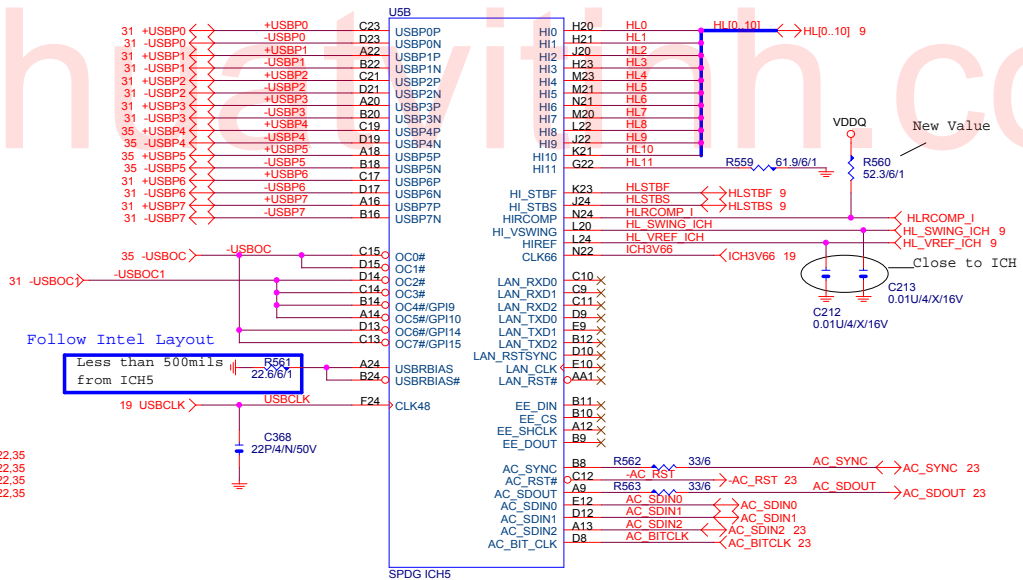 huatvitinh.co
U5B
31 +USBP0 +USBP0 C23 USBP0P
31 -USBP0 -USBP0 D23 USBP0N
31 +USBP1 +USBP1 A22 USBP1P
31 -USBP1 -USBP1 B22 USBP1N
31 +USBP2 +USBP2 C21 USBP2P
31 -USBP2 -USBP2 D21 USBP2N
31 +USBP3 +USBP3 A20 USBP3P
31 -USBP3 -USBP3 B20 USBP3N
35 +USBP4 +USBP4 C19 USBP4P
35 -USBP4 -USBP4 D19 USBP4N
35 +USBP5 +USBP5 A18 USBP5P
35 -USBP5 -USBP5 B18 USBP5N
31 +USBP6 +USBP6 C17 USBP6P
31 -USBP6 -USBP6 D17 USBP6N
31 +USBP7 +USBP7 A16 USBP7P
31 -USBP7 -USBP7 B16 USBP7N
35 -USBOC -USBOC C15 OC0#
D15 OC1#
31 -USBOC1 -USBOC1 D14 OC2#
C14 OC3#
B14 OC4#/GPI9
A14 OC5#/GPI10
D13 OC6#/GPI14
C13 OC7#/GPI15
Follow Intel Layout
Less than 500mils
from ICH5
R561
22.6/6/1
A24 USBRBIAS
B24 USBRBIAS#
19 USBCLK USBCLK F24 CLK48
C368
22P/4/N/50V
22,35
22,35
22,35
22,35
HI0 H20 HL0 HL[0..10] HL[0..10] 9
HI1 H21 HL1
HI2 J20 HL2
HI3 H23 HL3
HI4 M23 HL4
HI5 M21 HL5
HI6 N21 HL6
HI7 M20 HL7
HI8 L22 HL8
HI9 J22 HL9
HI10 K21 HL10
HI11 G22 HL11 R559 61.9/6/1
VDDQ
New Value
R560
52.3/6/1
HI_STBF K23 HLSTBF HLSTBF 9
HI_STBS J24 HLSTBS HLSTBS 9
HIRCOMP N24 HLRCOMP_I HLRCOMP_I
HI_VSWING L20 HL_SWING_ICH HL_SWING_ICH 9
HIREF L24 HL_VREF_ICH HL_VREF_ICH 9
CLK66 N22 ICH3V66 ICH3V66 19
Close to ICH
C213
0.01U/4/X/16V
C212
0.01U/4/X/16V
LAN_RXD0 C10
LAN_RXD1 C9
LAN_RXD2 C11
LAN_TXD0 D9
LAN_TXD1 E9
LAN_TXD2 B12
LAN_RSTSYNC D10
LAN_CLK E10
LAN_RST# AA1
EE_DIN B11
EE_CS B10
EE_SHCLK A12
EE_DOUT B9
AC_SYNC B8 R562 33/6 AC_SYNC AC_SYNC 23
AC_RST# C12 -AC_RST -AC_RST 23
AC_SDOUT A9 R563 33/6 AC_SDOUT AC_SDOUT 23
AC_SDIN0 E12 AC_SDIN0 AC_SDIN0
AC_SDIN1 D12 AC_SDIN1 AC_SDIN1
AC_SDIN2 A13 AC_SDIN2 AC_SDIN2 23
AC_BIT_CLK D8 AC_BITCLK AC_BITCLK 23
SPDG ICH5